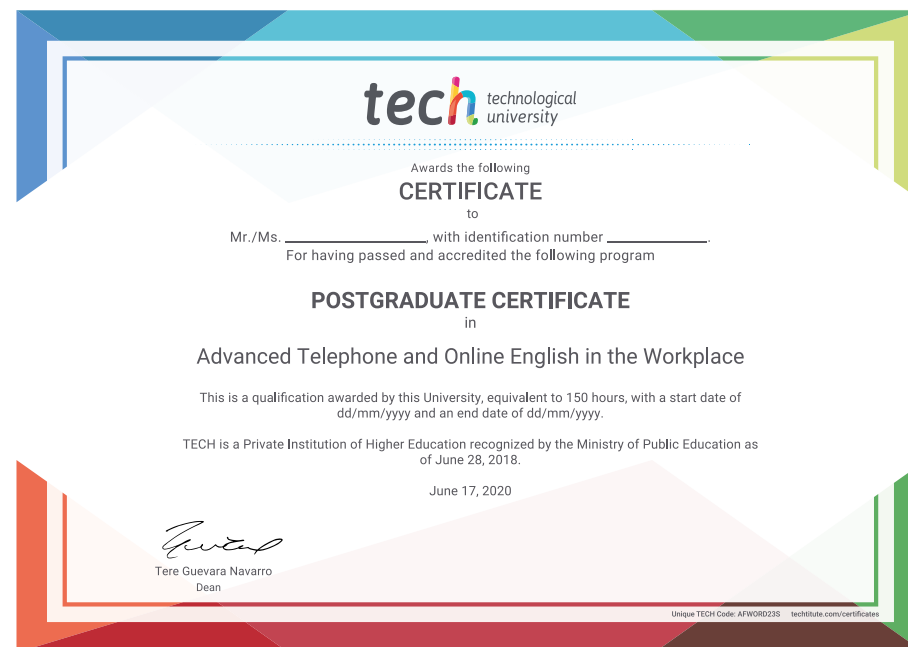 tech technological
university
Awards the following
CERTIFICATE
to
Mr./Ms. ____________, with identification number ____________.
For having passed and accredited the following program
POSTGRADUATE CERTIFICATE
in
Advanced Telephone and Online English in the Workplace
This is a qualification awarded by this University, equivalent to 150 hours, with a start date of
dd/mm/yyyy and an end date of dd/mm/yyyy.
TECH is a Private Institution of Higher Education recognized by the Ministry of Public Education as
of June 28, 2018.
June 17, 2020
Tere Guevara Navarro
Dean
Unique TECH Code: AFWORD23S techtitute.com/certificates